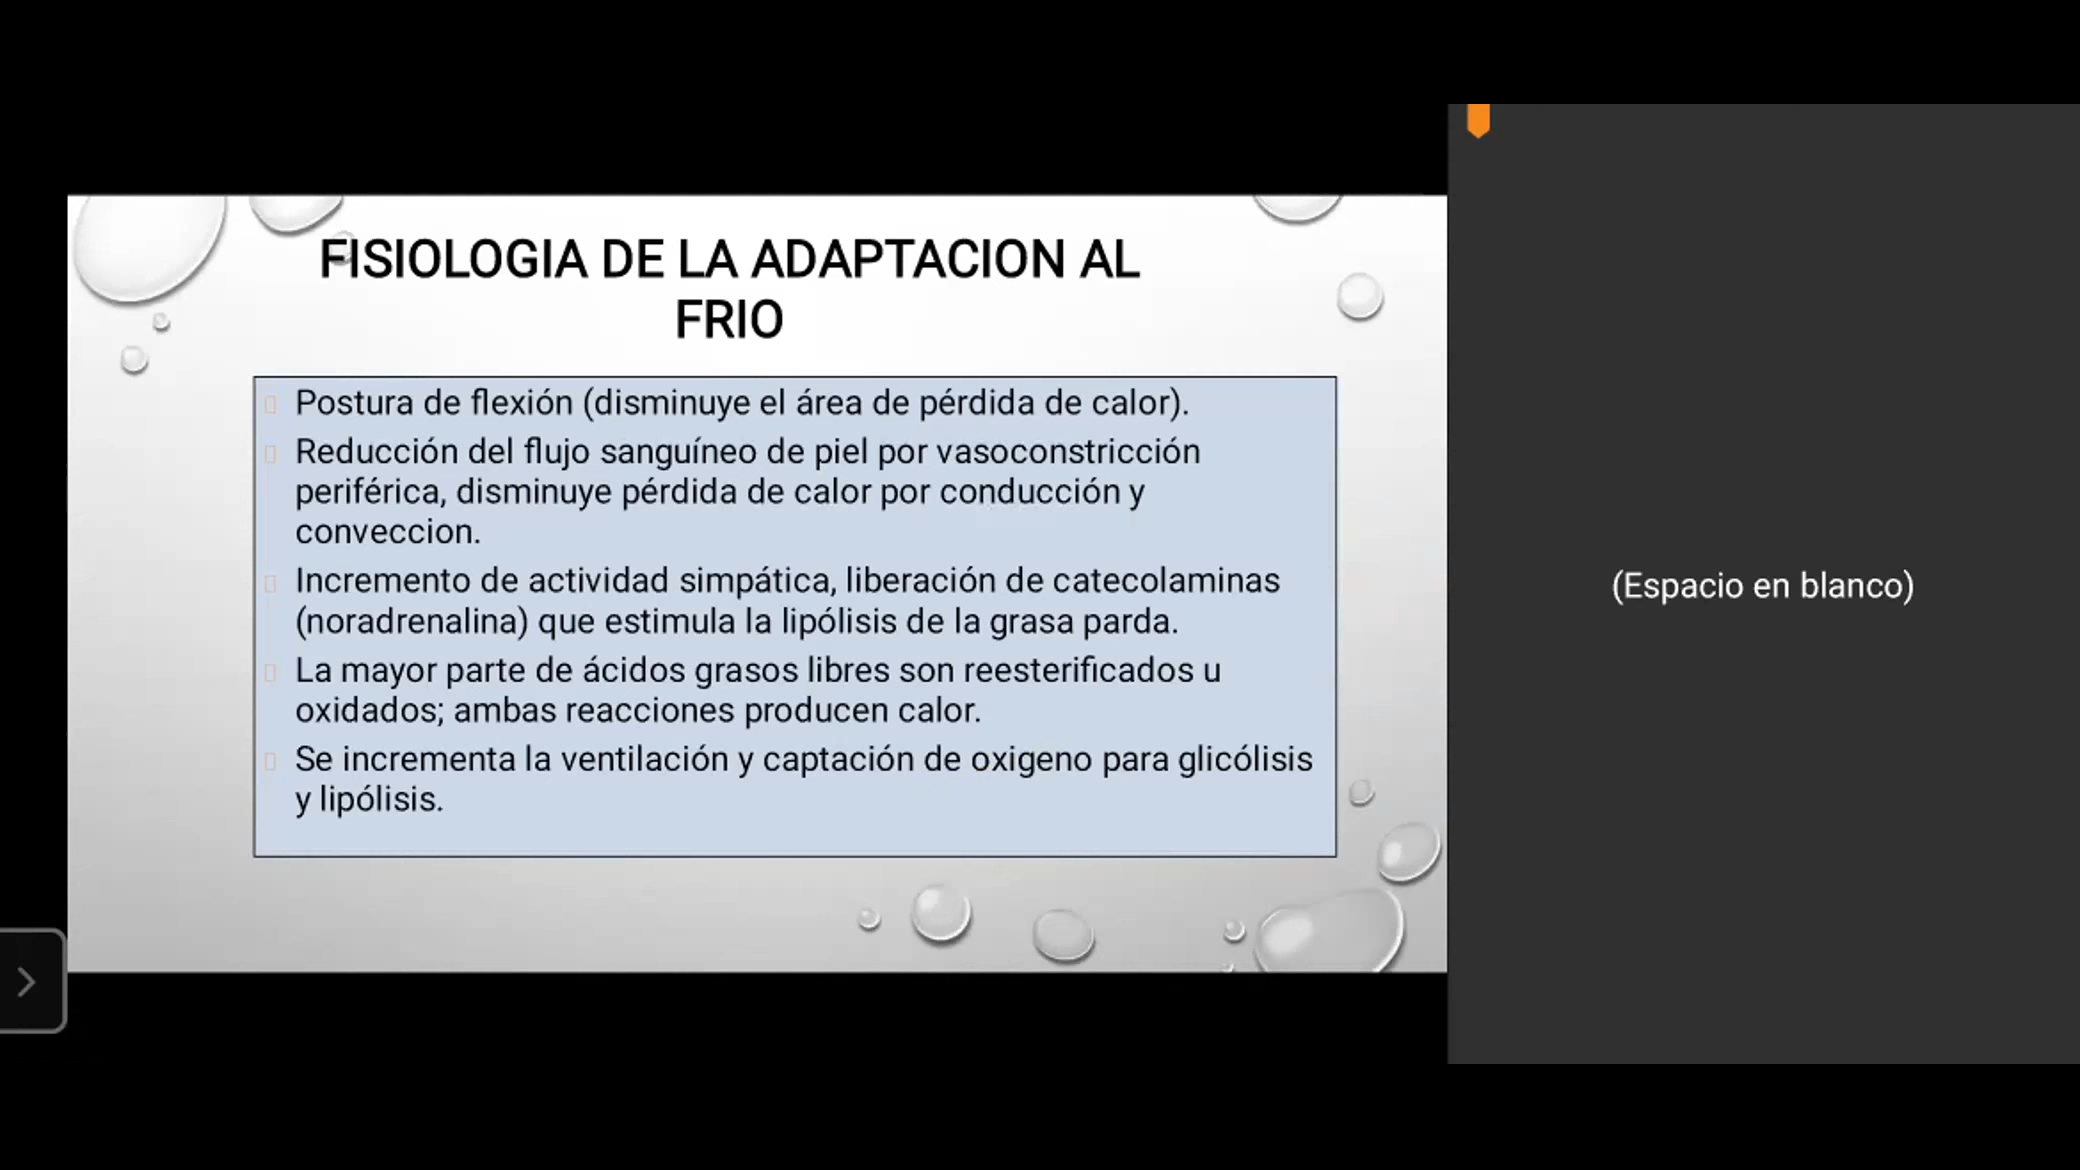 FISIOLOGIA DE LA ADAPTACION AL
FRIO
Postura de flexión (disminuye el área de pérdida de calor).
Reducción del flujo sanguíneo de piel por vasoconstricción
periférica, disminuye pérdida de calor por conducción y
conveccion.
Incremento de actividad simpática, liberación de catecolaminas
(noradrenalina) que estimula la lipólisis de la grasa parda.
La mayor parte de ácidos grasos libres son reesterificados u
oxidados; ambas reacciones producen calor.
Se incrementa la ventilación y captación de oxigeno para glicólisis
y lipólisis.
(Espacio en blanco)